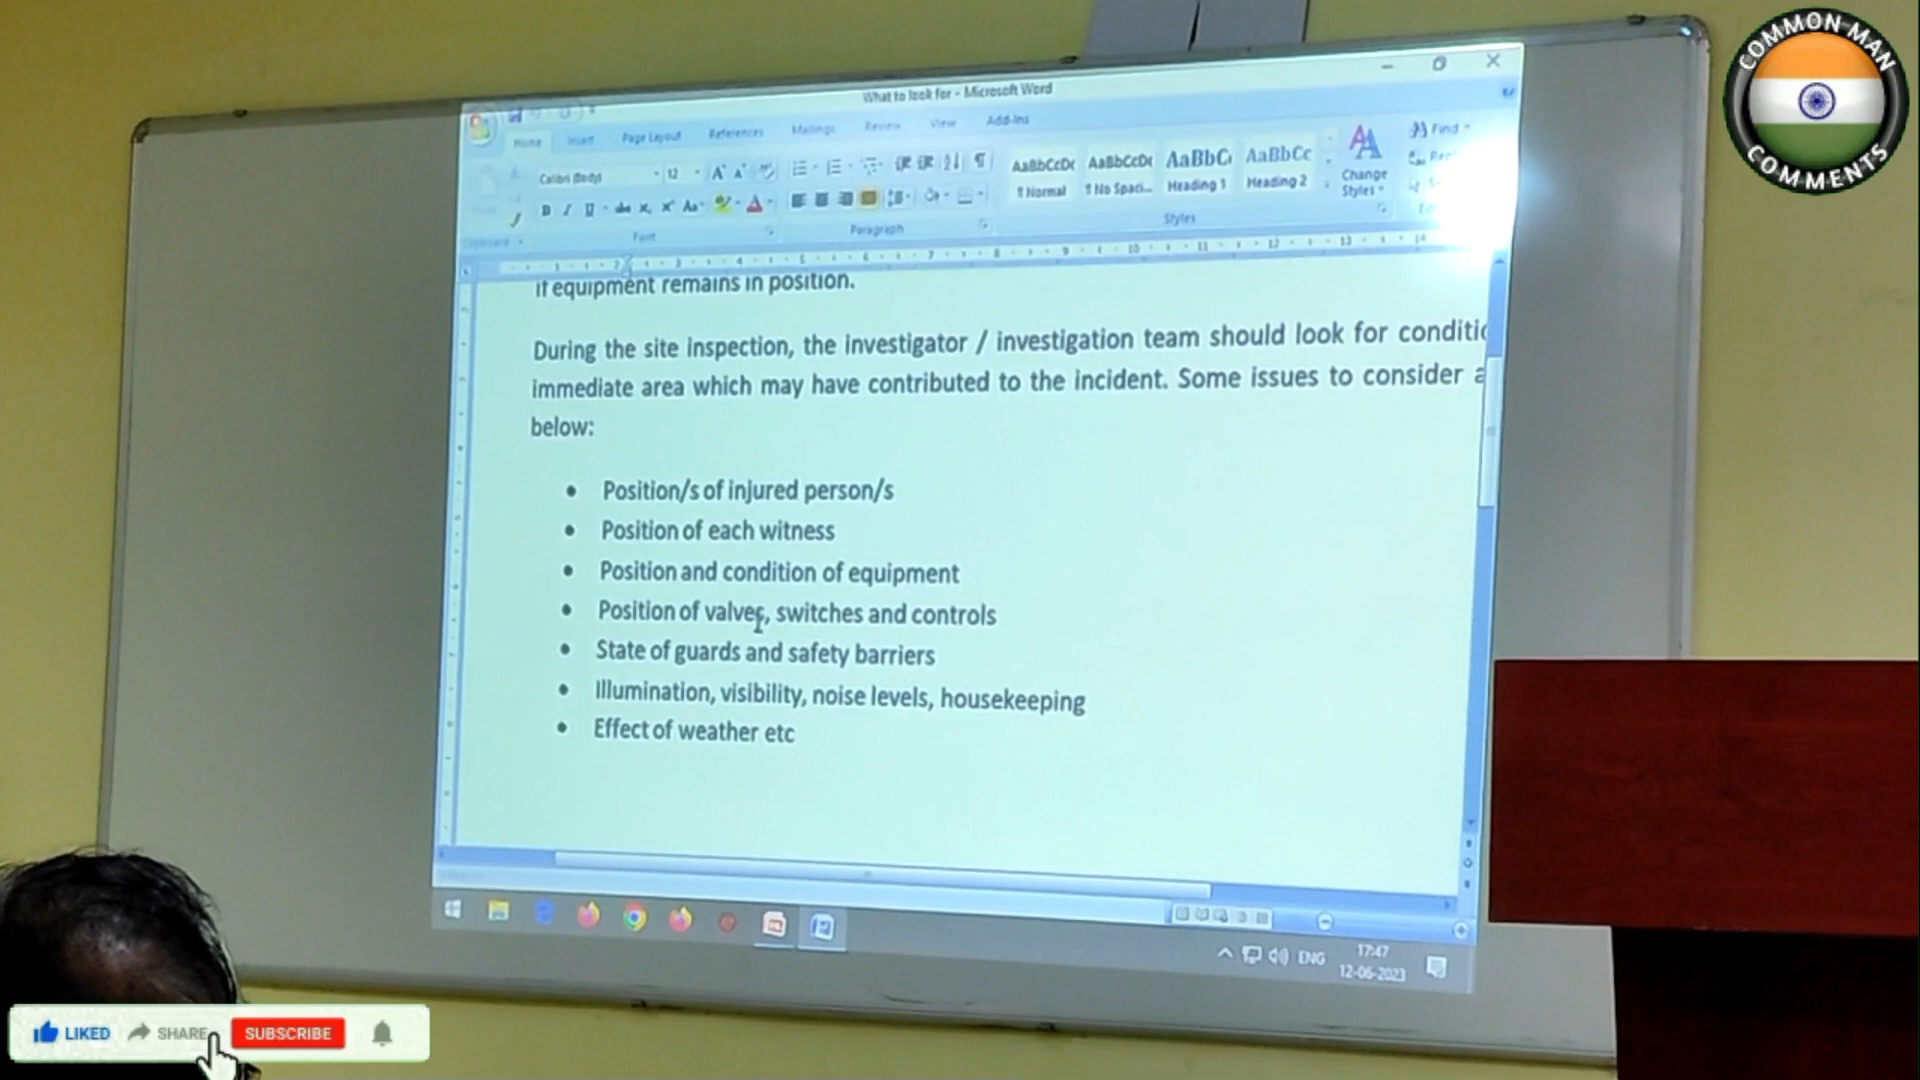 COMMON MAN
COMMENTS
What to look for - Microsoft Word
Home Insert Page Layout References Mailings Review View Add-Ins
Calibri (Body) 12
AaBbCcDc AaBbCcDc AaBbC AaBbCc
¶ Normal ¶ No Spaci... Heading 1 Heading 2
Change
Styles
Find
Clipboard Font Paragraph Styles
if equipment remains in position.
During the site inspection, the investigator / investigation team should look for conditio
immediate area which may have contributed to the incident. Some issues to consider a
below:
• Position/s of injured person/s
• Position of each witness
• Position and condition of equipment
• Position of valves, switches and controls
• State of guards and safety barriers
• Illumination, visibility, noise levels, housekeeping
• Effect of weather etc
ENG
17:47
12-06-2023
LIKED SHARE SUBSCRIBE